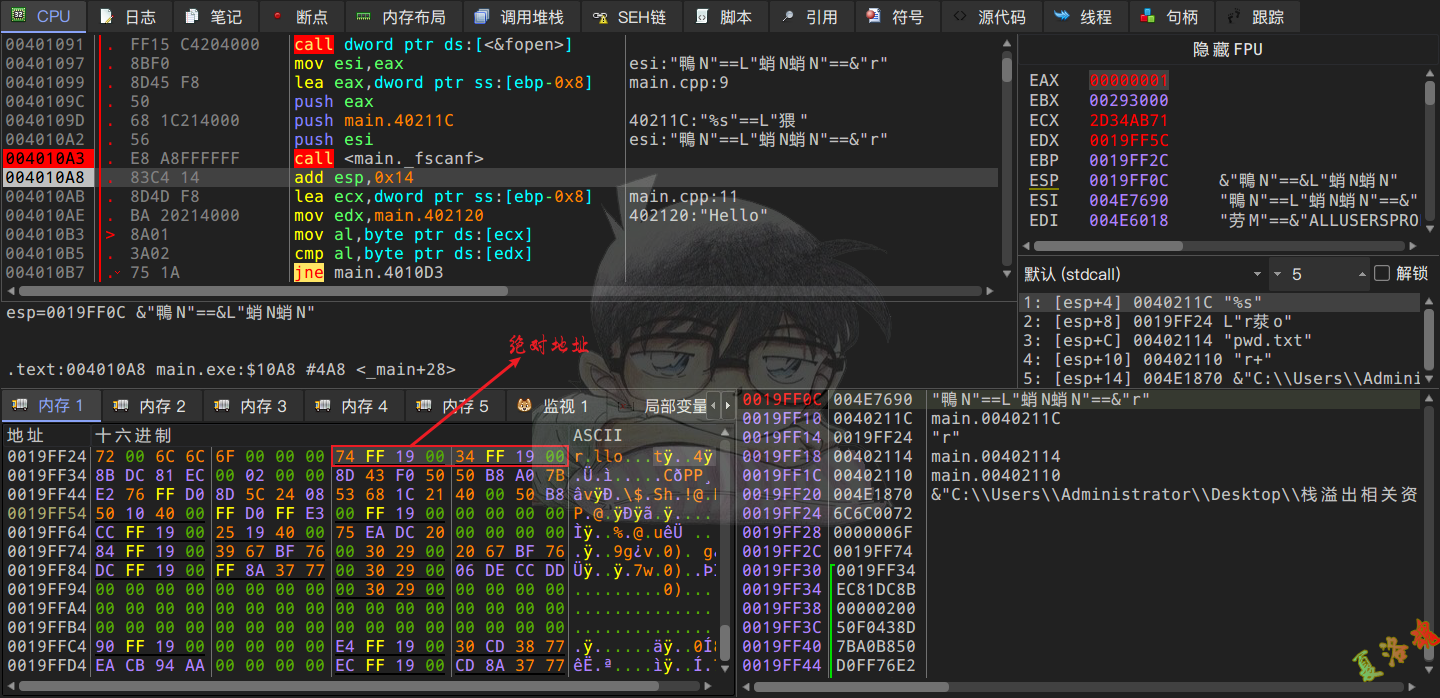 CPU 日志 笔记 断点 内存布局 调用堆栈 SEH链 脚本 引用 符号 源代码 线程 句柄 跟踪
00401091 . FF15 C4204000 call dword ptr ds:[<&fopen>]
00401097 . 8BF0 mov esi,eax esi:"鴨N"==L"蛸N蛸N"==&"r"
00401099 . 8D45 F8 lea eax,dword ptr ss:[ebp-0x8] main.cpp:9
0040109C . 50 push eax
0040109D . 68 1C214000 push main.40211C 40211C:"%s"==L"猥"
004010A2 . 56 push esi esi:"鴨N"==L"蛸N蛸N"==&"r"
004010A3 . E8 A8FFFFFF call <main._fscanf>
004010A8 . 83C4 14 add esp,0x14
004010AB . 8D4D F8 lea ecx,dword ptr ss:[ebp-0x8] main.cpp:11
004010AE . BA 20214000 mov edx,main.402120 402120:"Hello"
004010B3 > 8A01 mov al,byte ptr ds:[ecx]
004010B5 . 3A02 cmp al,byte ptr ds:[edx]
004010B7 . 75 1A jne main.4010D3
隐藏FPU
EAX 00000001
EBX 00293000
ECX 2D34AB71
EDX 0019FF5C
EBP 0019FF2C
ESP 0019FF0C &"鴨N"==&L"蛸N蛸N"
ESI 004E7690 "鴨N"==L"蛸N蛸N"==&"
EDI 004E6018 "劳M"==&"ALLUSERSPRO
默认 (stdcall) 5 解锁
1: [esp+4] 0040211C "%s"
2: [esp+8] 0019FF24 L"r菽o"
3: [esp+C] 00402114 "pwd.txt"
4: [esp+10] 00402110 "r+"
5: [esp+14] 004E1870 &"C:\\Users\\Admini
esp=0019FF0C &"鴨N"==&L"蛸N蛸N"
绝对地址
.text:004010A8 main.exe:$10A8 #4A8 <_main+28>
内存 1 内存 2 内存 3 内存 4 内存 5 监视 1 局部变量
地址 十六进制 ASCII
0019FF24 72 00 6C 6C 6F 00 00 00 74 FF 19 00 34 FF 19 00 r.llo...tÿ..4ÿ
0019FF34 8B DC 81 EC 00 02 00 00 8D 43 F0 50 50 B8 A0 7B .Ü.ì.....CðPP¸
0019FF44 E2 76 FF D0 8D 5C 24 08 53 68 1C 21 40 00 50 B8 âvÿÐ.\$.Sh.!@.P
0019FF54 50 10 40 00 FF D0 FF E3 00 FF 19 00 00 00 00 00 P.@.ÿÐÿã.ÿ.....
0019FF64 CC FF 19 00 25 19 40 00 75 EA DC 20 00 00 00 00 Ìÿ..%.@.uêÜ
0019FF74 84 FF 19 00 39 67 BF 76 00 30 29 00 20 67 BF 76 .ÿ..9g¿v.0). g¿
0019FF84 DC FF 19 00 FF 8A 37 77 00 30 29 00 06 DE CC DD Üÿ..ÿ.7w.0)..ÞÌ
0019FF94 00 00 00 00 00 00 00 00 00 30 29 00 00 00 00 00 .........0)....
0019FFA4 00 00 00 00 00 00 00 00 00 00 00 00 00 00 00 00 ...............
0019FFB4 00 00 00 00 00 00 00 00 00 00 00 00 00 00 00 00 ...............
0019FFC4 90 FF 19 00 00 00 00 00 E4 FF 19 00 30 CD 38 77 .ÿ......äÿ..0Í8
0019FFD4 EA CB 94 AA 00 00 00 00 EC FF 19 00 CD 8A 37 77 êË.ª....ìÿ..Í.
0019FF0C 004E7690 "鴨N"==L"蛸N蛸N"==&"r"
0019FF10 0040211C main.0040211C
0019FF14 0019FF24 "r"
0019FF18 00402114 main.00402114
0019FF1C 00402110 main.00402110
0019FF20 004E1870 &"C:\\Users\\Administrator\\Desktop\\栈溢出相关资
0019FF24 6C6C0072
0019FF28 0000006F
0019FF2C 0019FF74
0019FF30 0019FF34
0019FF34 EC81DC8B
0019FF38 00000200
0019FF3C 50F0438D
0019FF40 7BA0B850
0019FF44 D0FF76E2